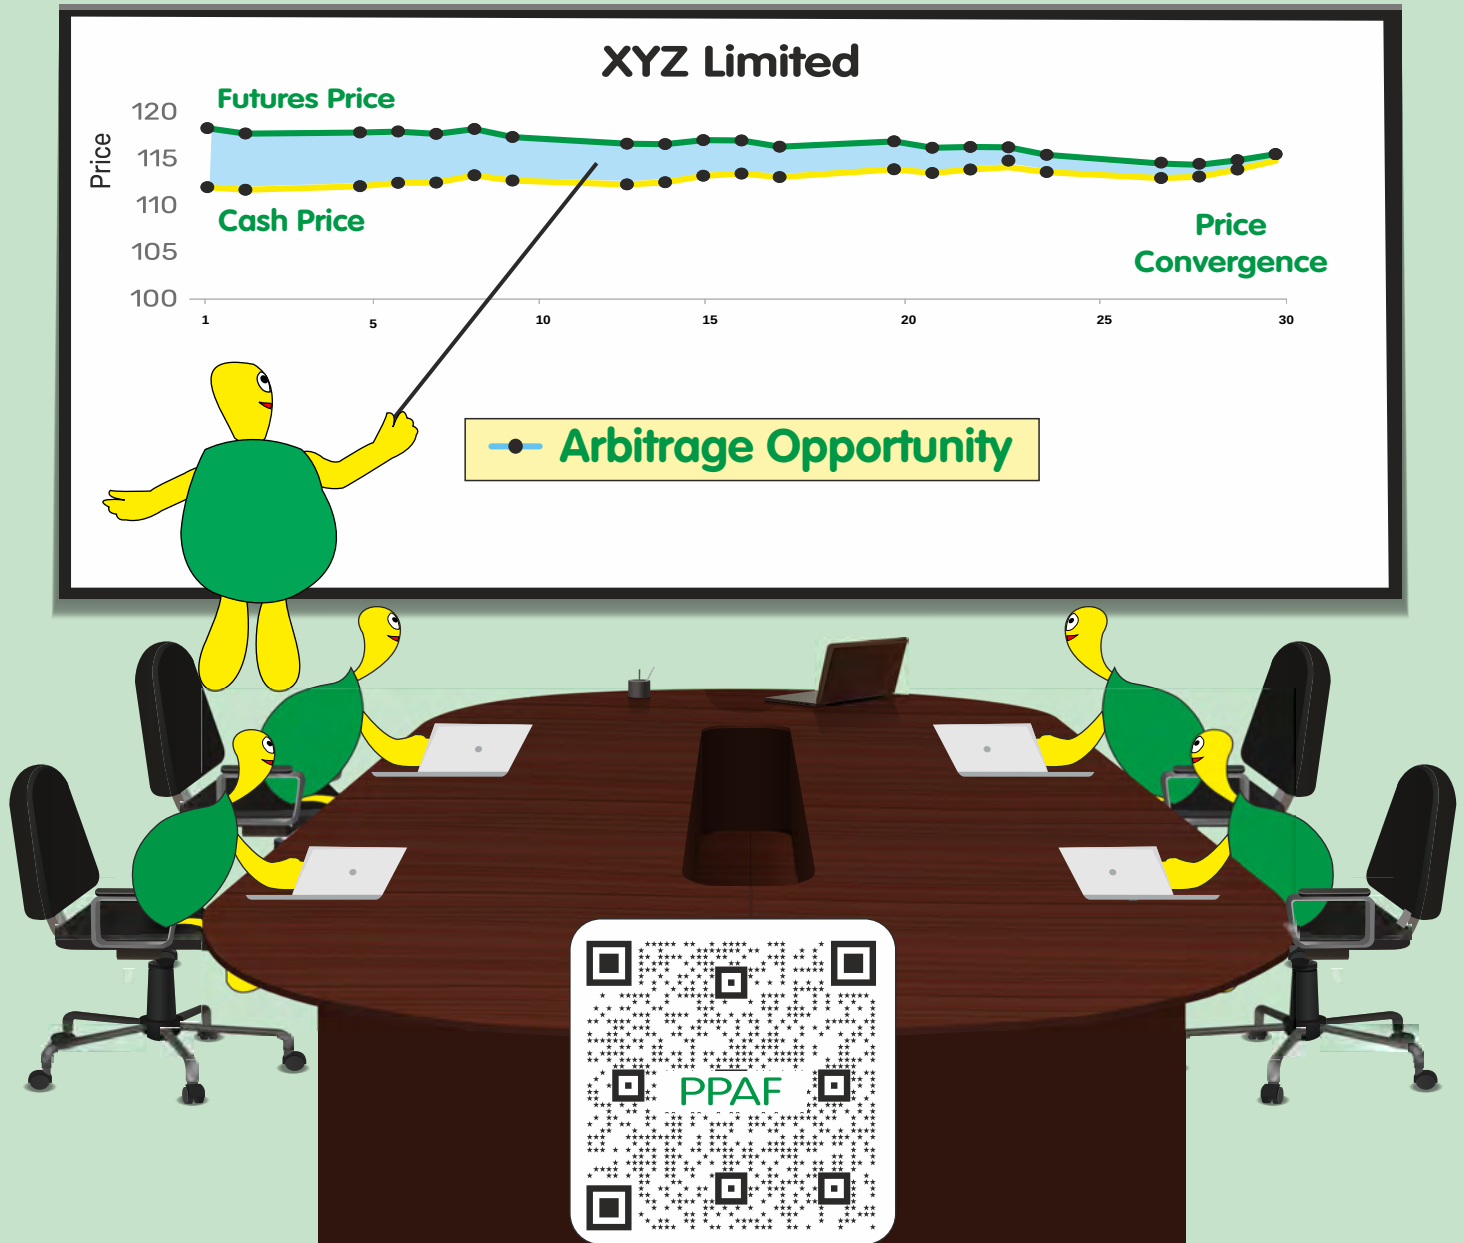 XYZ Limited
Futures Price
120
115
110
105
100
Price
Cash Price
Price
Convergence
1 5 10 15 20 25 30
Arbitrage Opportunity
PPAF